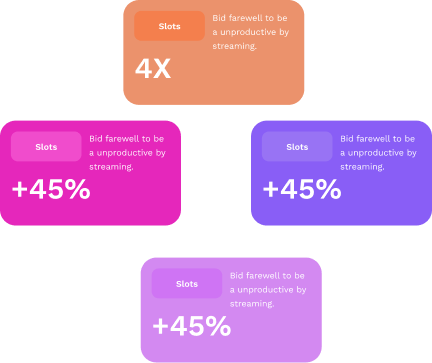 Slots
Bid farewell to be
a unproductive by
streaming.
4X
Slots
Bid farewell to be
a unproductive by
streaming.
+45%
Slots
Bid farewell to be
a unproductive by
streaming.
+45%
Slots
Bid farewell to be
a unproductive by
streaming.
+45%